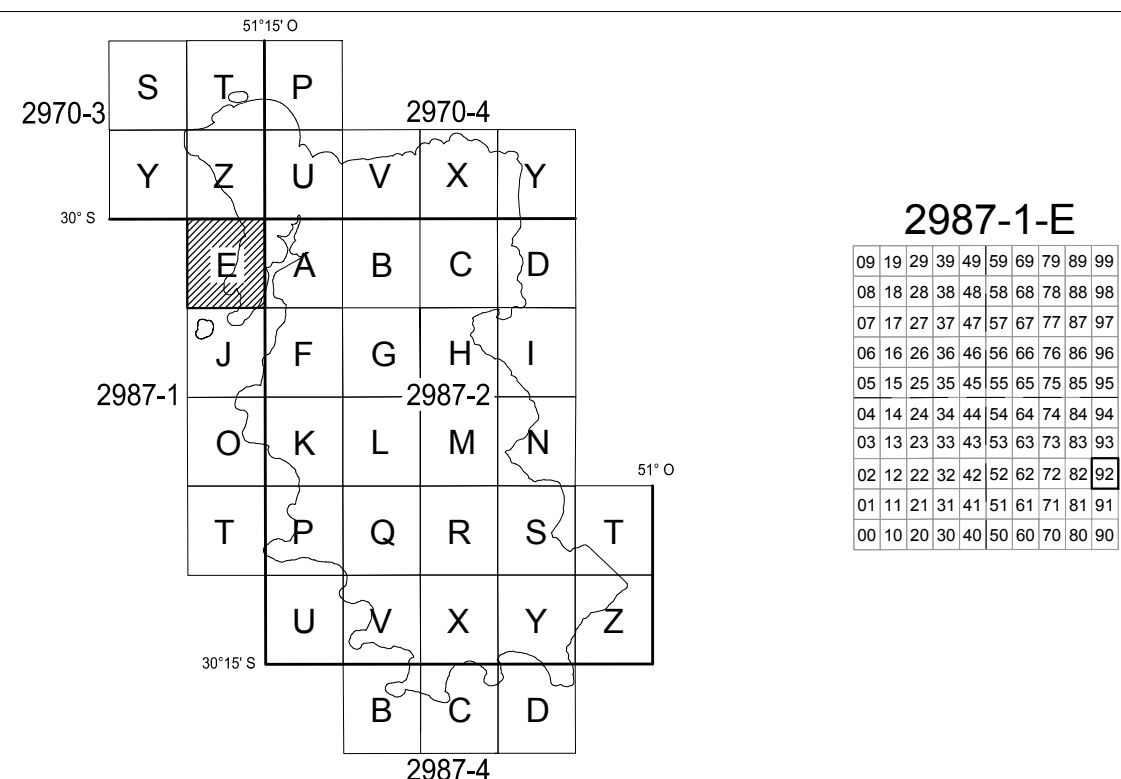 51°15' O
S T P
2970-3
2970-4
Y Z U V X Y
30° S
E A B C D
J F G H I
2987-1
2987-2
O K L M N
51° O
T P Q R S T
U V X Y Z
30°15' S
B C D
2987-4
2987-1-E
09 19 29 39 49 59 69 79 89 99
08 18 28 38 48 58 68 78 88 98
07 17 27 37 47 57 67 77 87 97
06 16 26 36 46 56 66 76 86 96
05 15 25 35 45 55 65 75 85 95
04 14 24 34 44 54 64 74 84 94
03 13 23 33 43 53 63 73 83 93
02 12 22 32 42 52 62 72 82 92
01 11 21 31 41 51 61 71 81 91
00 10 20 30 40 50 60 70 80 90